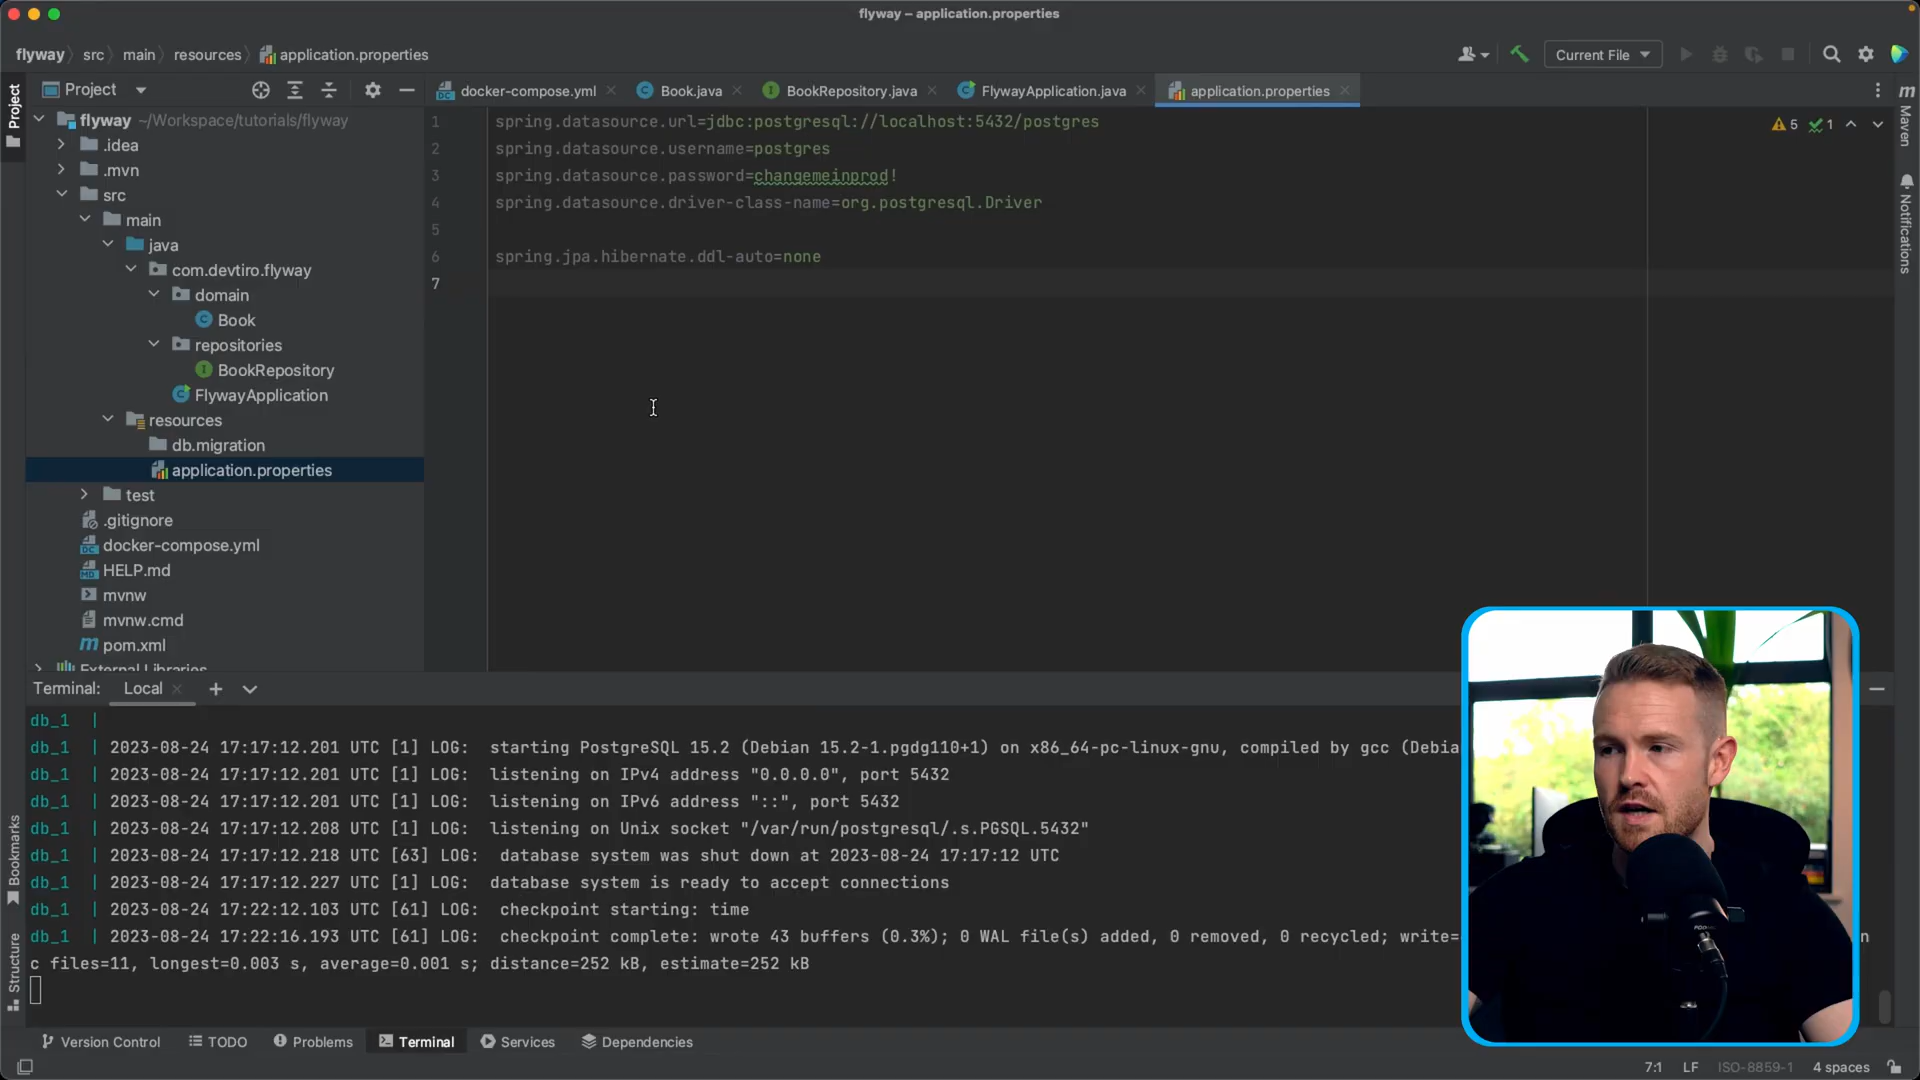 flyway – application.properties
flyway
src
main
resources
application.properties
Current File
Project
docker-compose.yml
Book.java
BookRepository.java
FlywayApplication.java
application.properties
Project
Maven
Notifications
Bookmarks
Structure
flyway ~/Workspace/tutorials/flyway
.idea
.mvn
src
main
java
com.devtiro.flyway
domain
Book
repositories
BookRepository
FlywayApplication
resources
db.migration
application.properties
test
.gitignore
docker-compose.yml
HELP.md
mvnw
mvnw.cmd
pom.xml
External Libraries
1 spring.datasource.url=jdbc:postgresql://localhost:5432/postgres
2 spring.datasource.username=postgres
3 spring.datasource.password=changemeinprod!
4 spring.datasource.driver-class-name=org.postgresql.Driver
5
6 spring.jpa.hibernate.ddl-auto=none
7
5 1
Terminal: Local
db_1 |
db_1 | 2023-08-24 17:17:12.201 UTC [1] LOG: starting PostgreSQL 15.2 (Debian 15.2-1.pgdg110+1) on x86_64-pc-linux-gnu, compiled by gcc (Debia
db_1 | 2023-08-24 17:17:12.201 UTC [1] LOG: listening on IPv4 address "0.0.0.0", port 5432
db_1 | 2023-08-24 17:17:12.201 UTC [1] LOG: listening on IPv6 address "::", port 5432
db_1 | 2023-08-24 17:17:12.208 UTC [1] LOG: listening on Unix socket "/var/run/postgresql/.s.PGSQL.5432"
db_1 | 2023-08-24 17:17:12.218 UTC [63] LOG: database system was shut down at 2023-08-24 17:17:12 UTC
db_1 | 2023-08-24 17:17:12.227 UTC [1] LOG: database system is ready to accept connections
db_1 | 2023-08-24 17:22:12.103 UTC [61] LOG: checkpoint starting: time
db_1 | 2023-08-24 17:22:16.193 UTC [61] LOG: checkpoint complete: wrote 43 buffers (0.3%); 0 WAL file(s) added, 0 removed, 0 recycled; write= n
c files=11, longest=0.003 s, average=0.001 s; distance=252 kB, estimate=252 kB
Version Control
TODO
Problems
Terminal
Services
Dependencies
7:1 LF ISO-8859-1 4 spaces